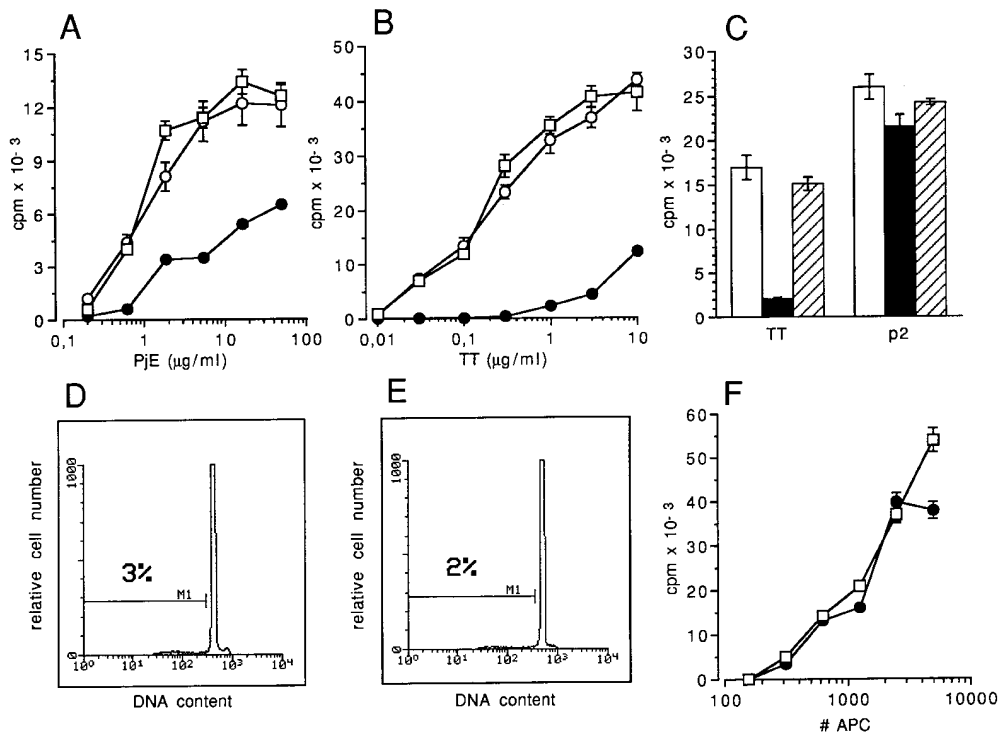 A
cpm x 10- 3
15
12
9
6
3
0
0,1
1
10
100
PjE (µg/ml)
B
cpm x 10- 3
50
40
30
20
10
0
0,01
0,1
1
10
TT (µg/ml)
C
cpm x 10- 3
30
25
20
15
10
5
0
TT
p2
D
relative cell number
1000
0
3%
M1
10⁰
10¹
10²
10³
10⁴
DNA content
E
relative cell number
1000
0
2%
M1
10⁰
10¹
10²
10³
10⁴
DNA content
F
cpm x 10- 3
60
50
40
30
20
10
0
100
1000
10000
# APC